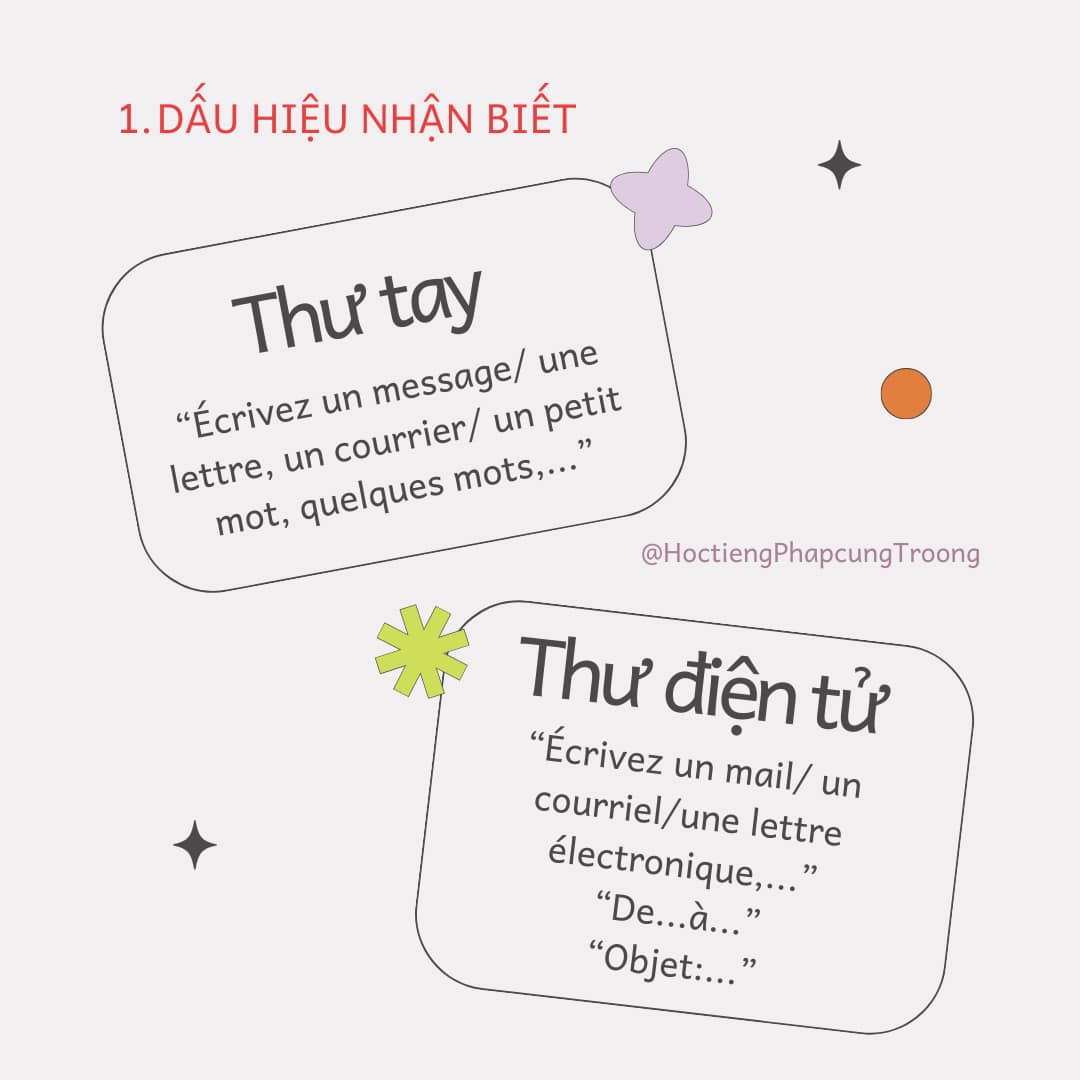 1. DẤU HIỆU NHẬN BIẾT
Thư tay
“Écrivez un message/ une
lettre, un courrier/ un petit
mot, quelques mots,...”
@HoctiengPhapcungTroong
Thư điện tử
“Écrivez un mail/ un
courriel/une lettre
électronique,...”
“De...à...”
“Objet:...”